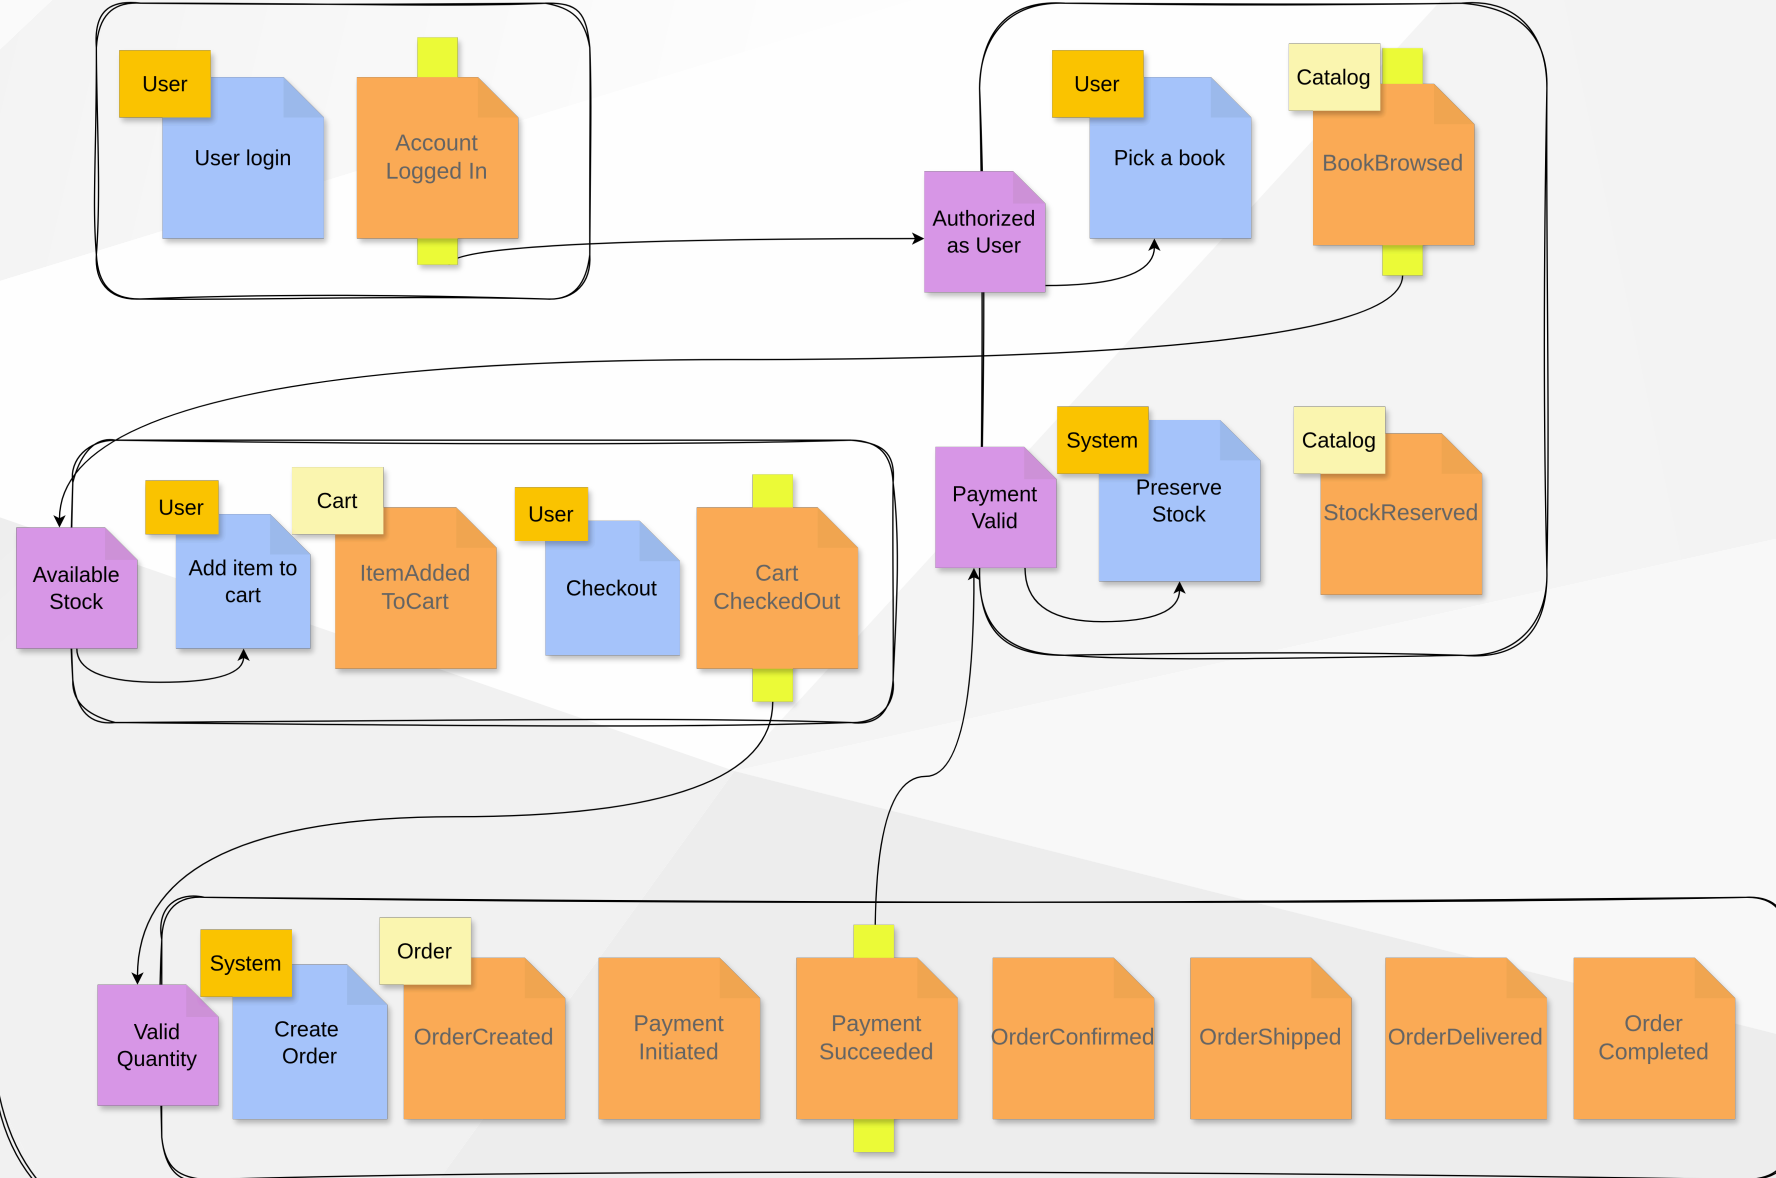 User
User login
Account
Logged In
User
Pick a book
Catalog
BookBrowsed
Authorized
as User
System
Preserve
Stock
Catalog
StockReserved
Payment
Valid
Available
Stock
User
Add item to
cart
Cart
ItemAdded
ToCart
User
Checkout
Cart
CheckedOut
Valid
Quantity
System
Create
Order
Order
OrderCreated
Payment
Initiated
Payment
Succeeded
OrderConfirmed
OrderShipped
OrderDelivered
Order
Completed